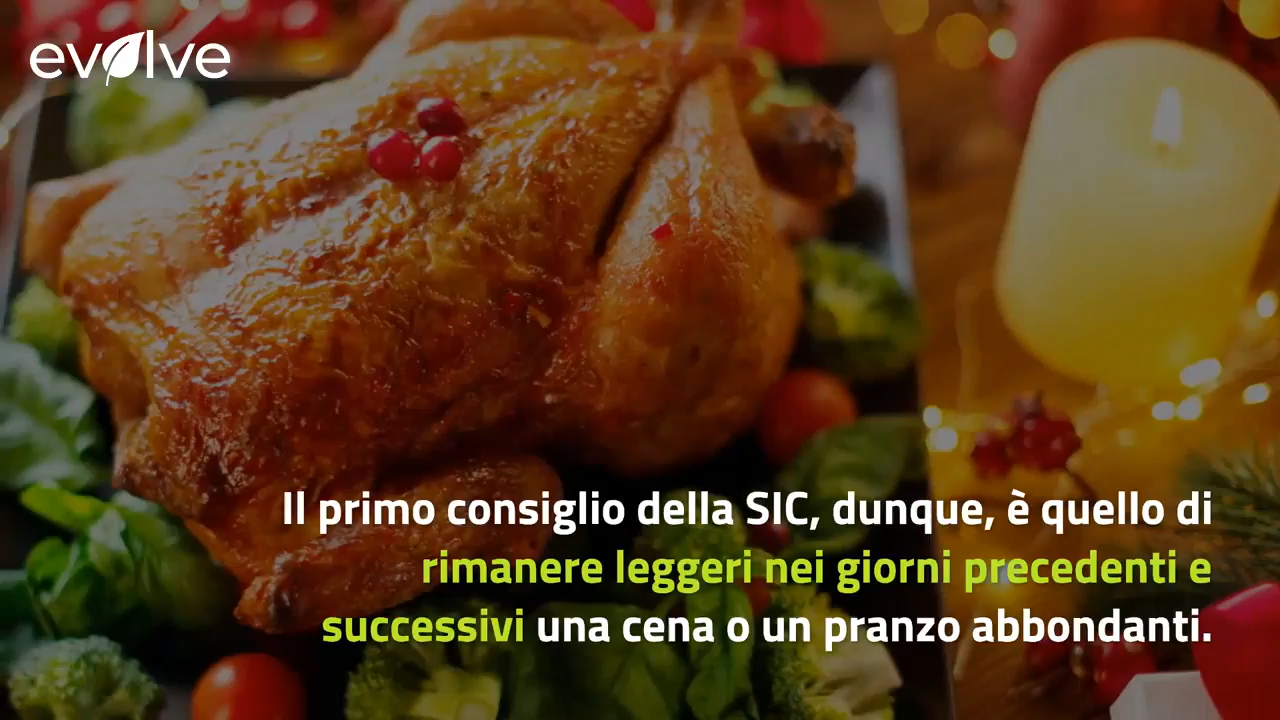 evolve
Il primo consiglio della SIC, dunque, è quello di
rimanere leggeri nei giorni precedenti e
successivi una cena o un pranzo abbondanti.